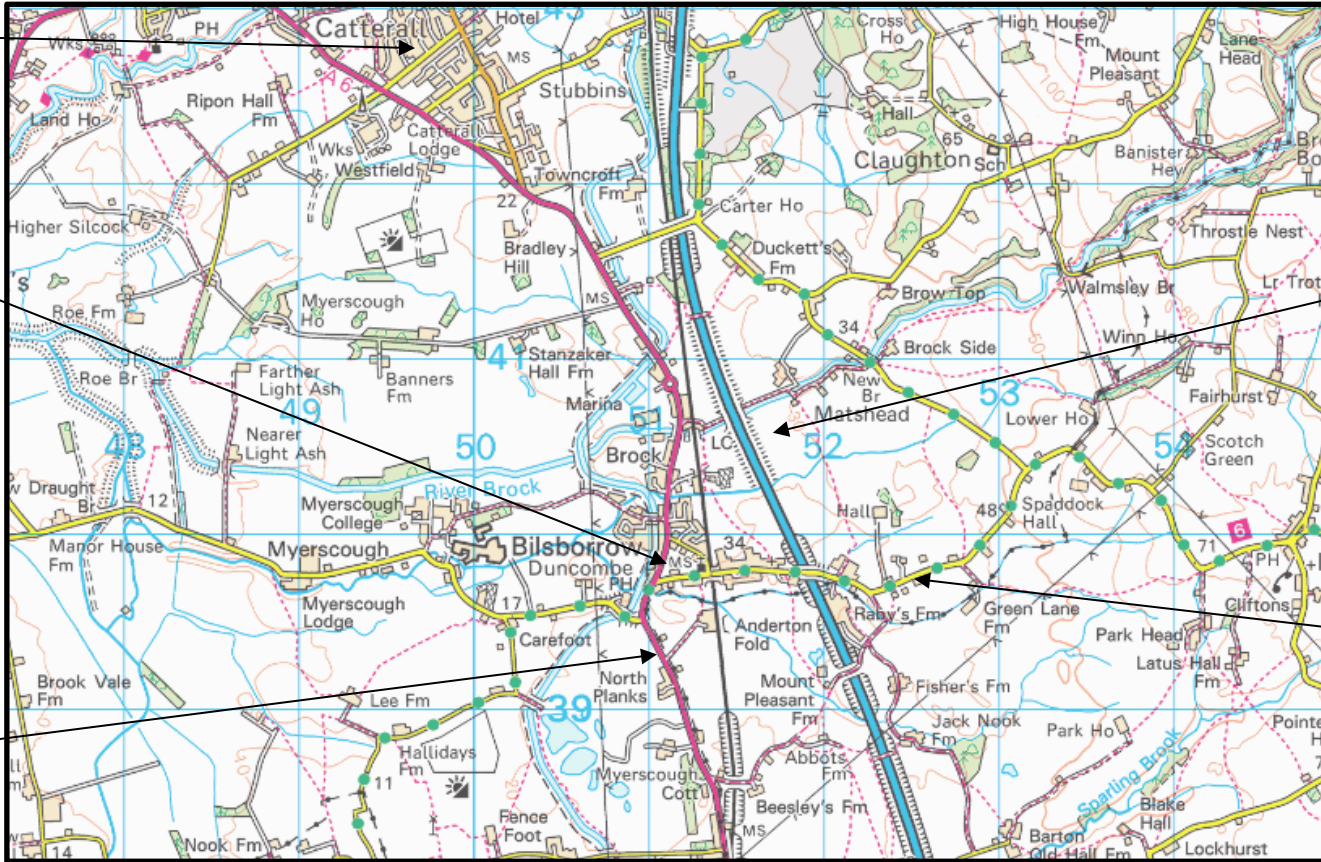 43
Hotel
Cross
Ho
High House
Fm
Lane
Head
PH
Catterall
Wks
MS
Mount
Pleasant
A 6
Stubbins
Ripon Hall
Fm
Land Ho
Hall
65
Catterall
Lodge
Wks
Westfield
Claughton
Sch
Banister
Hey
Towncroft
Fm
22
Carter Ho
Higher Silcock
Bradley
Hill
Duckett's
Fm
Throstle Nest
MS
Brow Top
Walmsley Br
Roe Fm
Myerscough
Ho
34
Winn Ho
80
50
100
Brock Side
41
Stanzaker
Hall Fm
Roe Br
Farther
Light Ash
Banners
Fm
New
Br
53
Fairhurst
49
Marina
51
Matshead
Lower Ho
48
Nearer
Light Ash
50
LC
52
54
Scotch
Green
Brock
River Brock
12
Myerscough
College
Hall
48
Spaddock
Hall
6
Manor House
Fm
Myerscough
Bilsborrow
Duncombe
MS
34
71
PH
PH
Myerscough
Lodge
17
Raby's Fm
Green Lane
Fm
Cliftons
Carefoot
Anderton
Fold
Park Head
Latus Hall
Fm
Brook Vale
Fm
Lee Fm
North
Planks
Mount
Pleasant
Fm
Fisher's Fm
39
Jack Nook
Fm
Park Ho
Hallidays
Fm
11
Myerscough
Cott
Abbots
Fm
Sparling Brook
Beesley's Fm
Blake
Hall
Fence
Foot
MS
14
Nook Fm
Barton
Old Hall Fm
Lockhurst